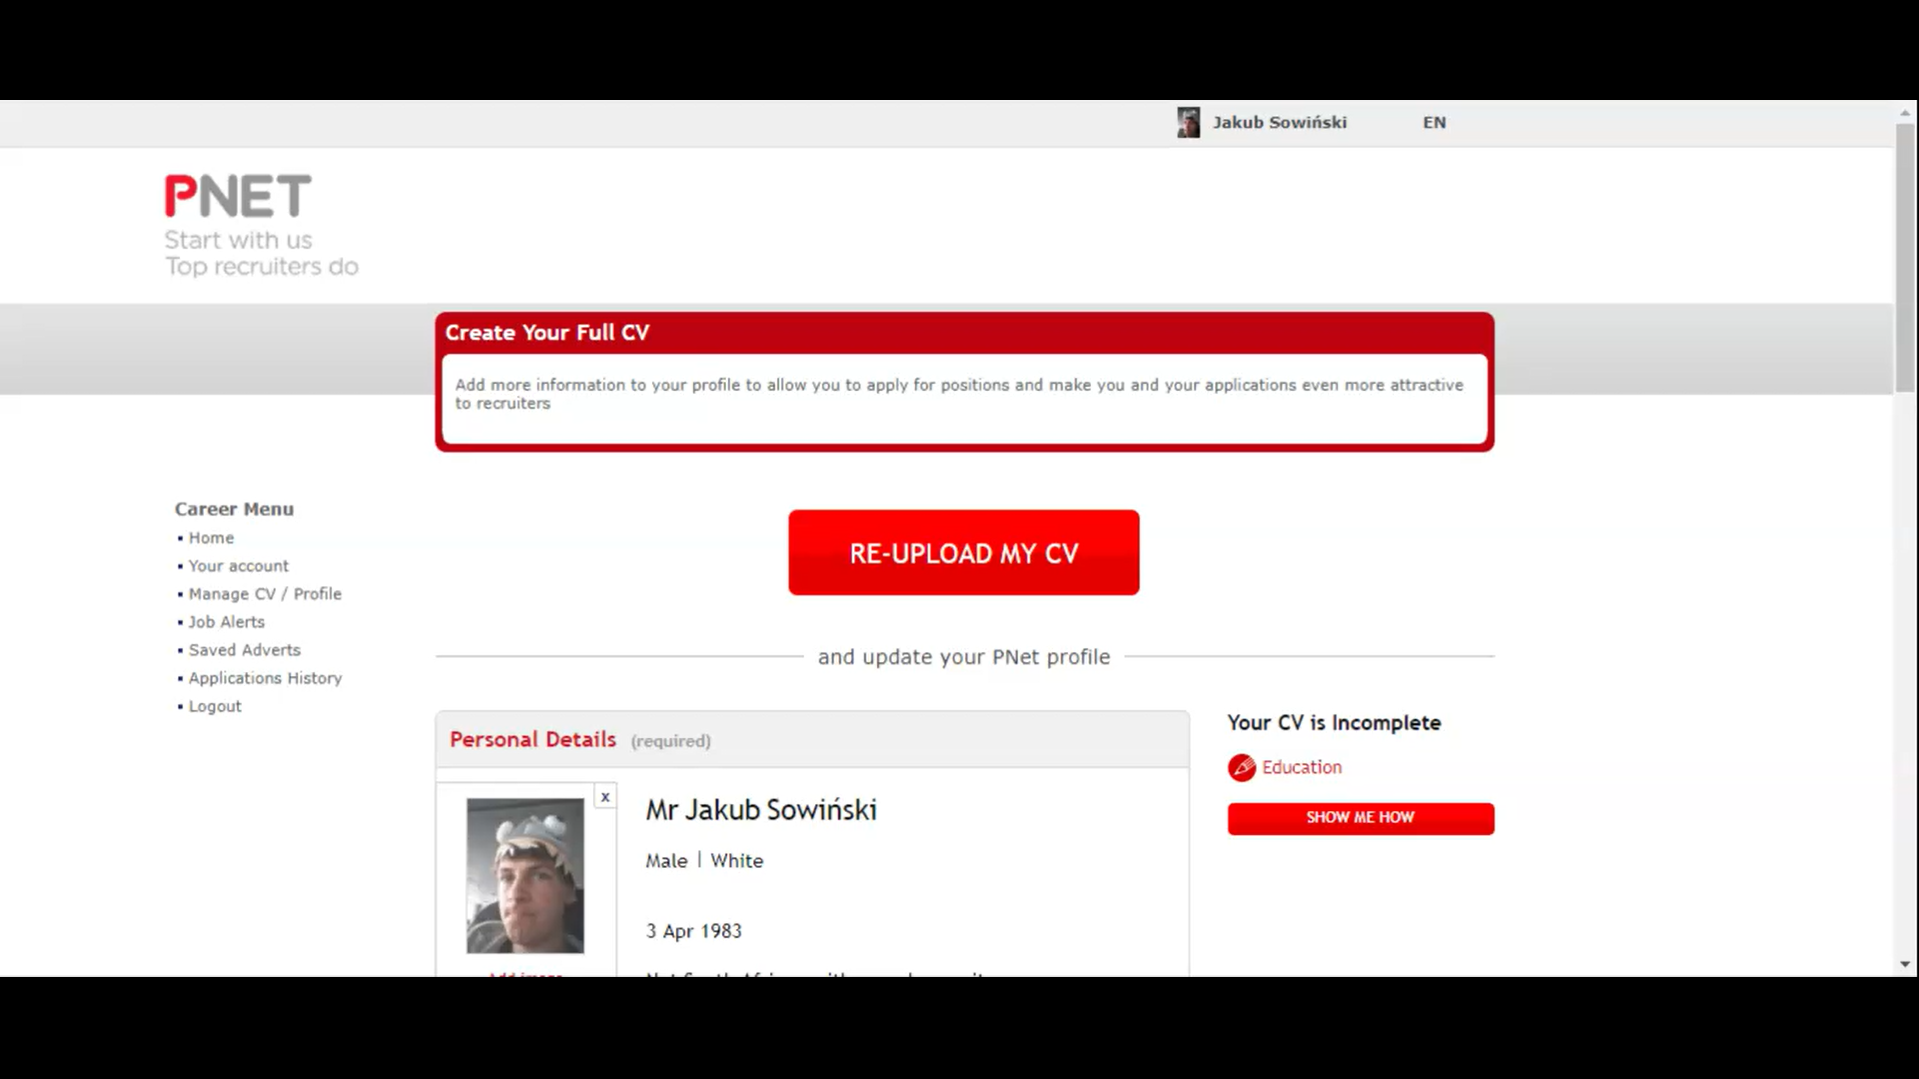 Jakub Sowiński EN
PNET
Start with us
Top recruiters do
Create Your Full CV
Add more information to your profile to allow you to apply for positions and make you and your applications even more attractive
to recruiters
Career Menu
Home
Your account
Manage CV / Profile
Job Alerts
Saved Adverts
Applications History
Logout
RE-UPLOAD MY CV
and update your PNet profile
Personal Details (required)
x
Mr Jakub Sowiński
Male | White
3 Apr 1983
Your CV is Incomplete
Education
SHOW ME HOW